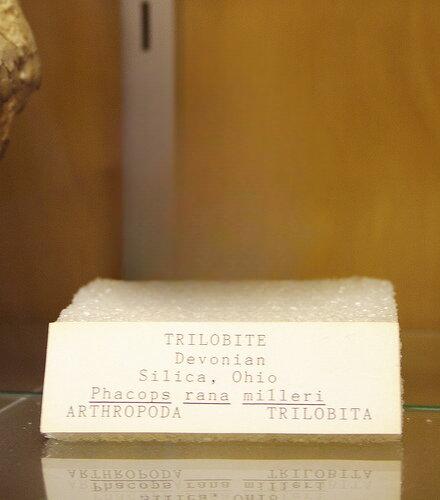 TRILOBITE
Devonian
Silica, Ohio
Phacops rana milleri
ARTHROPODA TRILOBITA